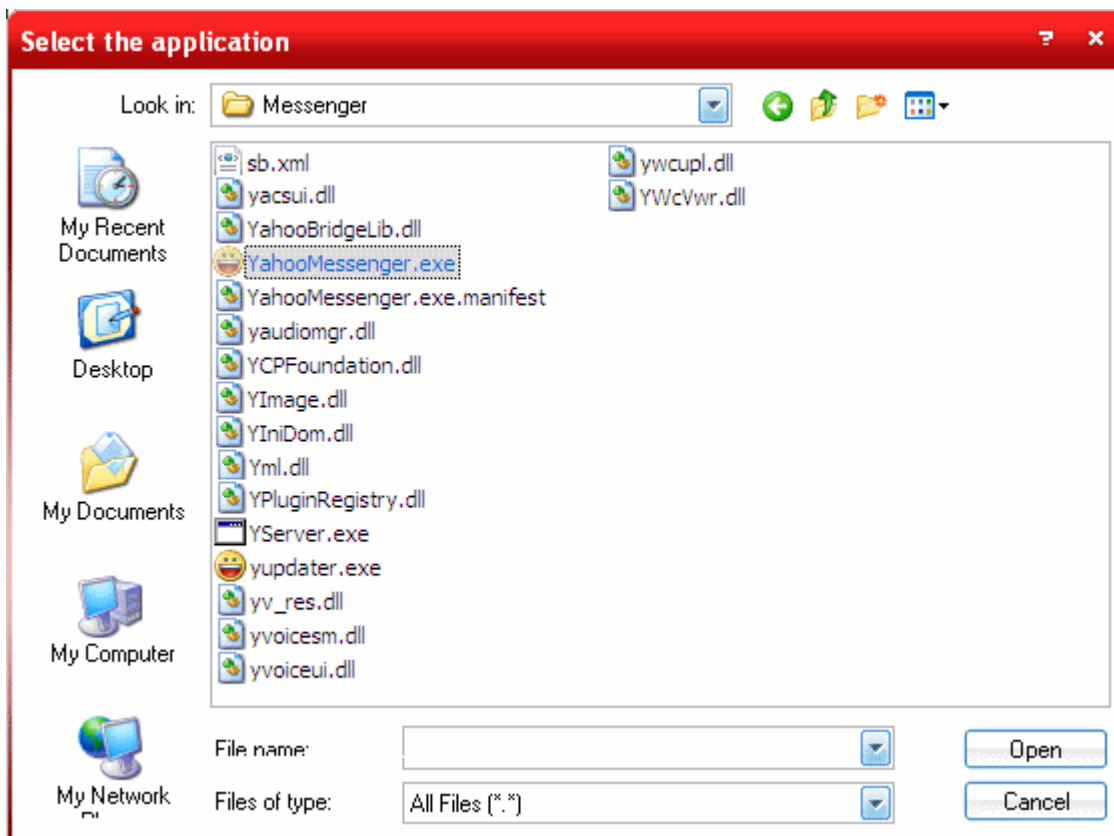 Select the application
Look in: Messenger
My Recent
Documents
Desktop
My Documents
My Computer
My Network
sb.xml
yacsui.dll
YahooBridgeLib.dll
YahooMessenger.exe
YahooMessenger.exe.manifest
yaudiomgr.dll
YCPFoundation.dll
YImage.dll
YIniDom.dll
Yml.dll
YPluginRegistry.dll
YServer.exe
yupdater.exe
yv_res.dll
yvoicesm.dll
yvoiceui.dll
ywcupl.dll
YWcVwr.dll
File name:
Open
Files of type: All Files (*.*)
Cancel